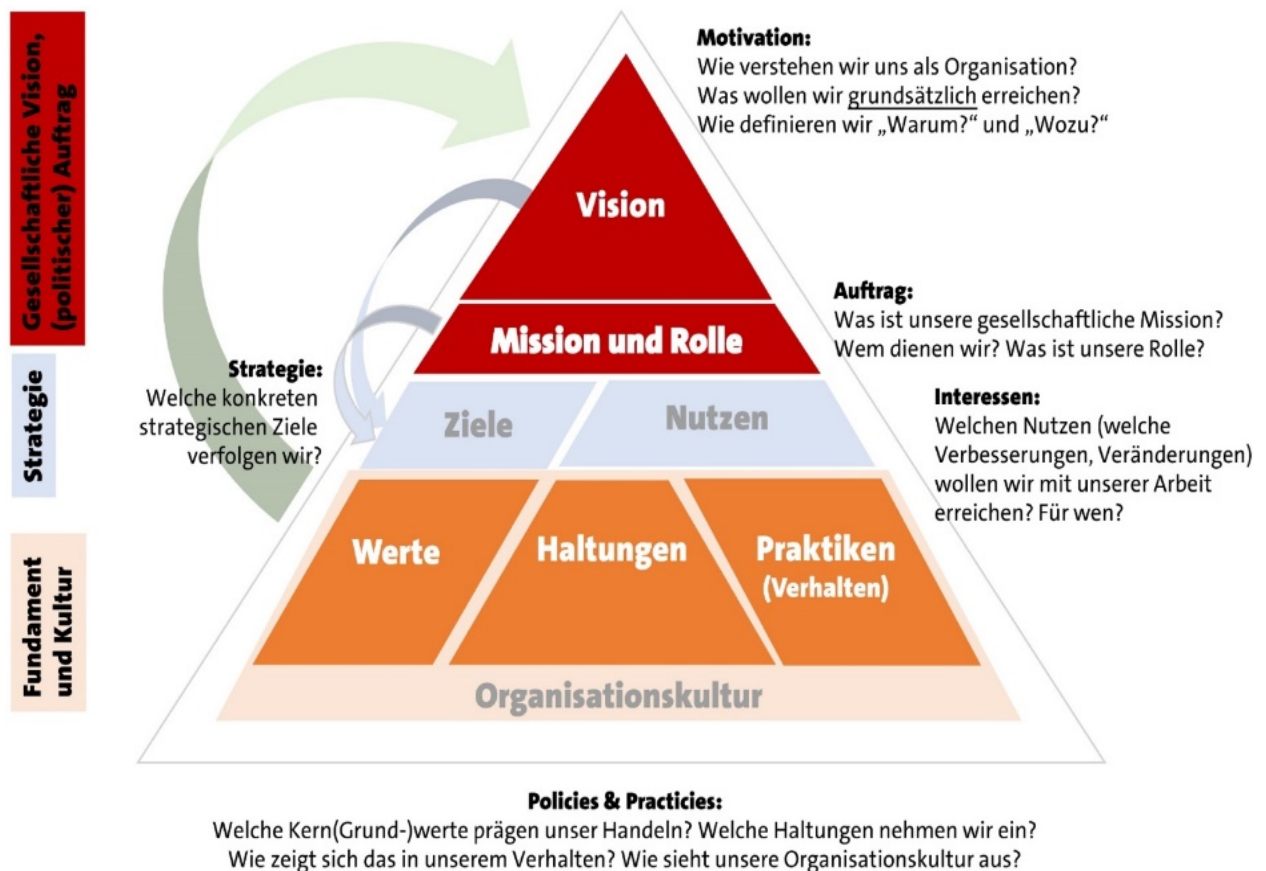 Gesellschaftliche Vision,
(politischer) Auftrag
Strategie
Fundament
und Kultur
Motivation:
Wie verstehen wir uns als Organisation?
Was wollen wir grundsätzlich erreichen?
Wie definieren wir „Warum?“ und „Wozu?“
Vision
Auftrag:
Was ist unsere gesellschaftliche Mission?
Wem dienen wir? Was ist unsere Rolle?
Mission und Rolle
Strategie:
Welche konkreten
strategischen Ziele
verfolgen wir?
Ziele
Nutzen
Interessen:
Welchen Nutzen (welche
Verbesserungen, Veränderungen)
wollen wir mit unserer Arbeit
erreichen? Für wen?
Werte
Haltungen
Praktiken
(Verhalten)
Organisationskultur
Policies & Practicies:
Welche Kern(Grund-)werte prägen unser Handeln? Welche Haltungen nehmen wir ein?
Wie zeigt sich das in unserem Verhalten? Wie sieht unsere Organisationskultur aus?